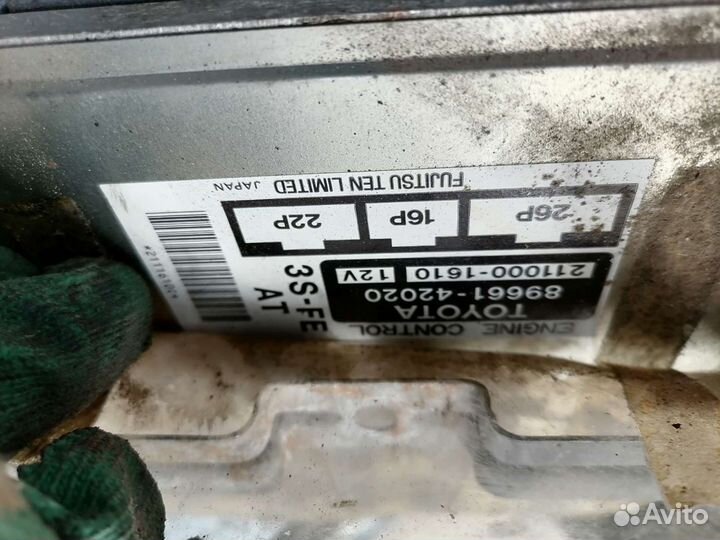 ENGINE CONTROL
TOYOTA
89661-42020
211000-1610 12V
3S-FE
AT
26P 16P 22P
FUJITSU TEN LIMITED JAPAN
Avito